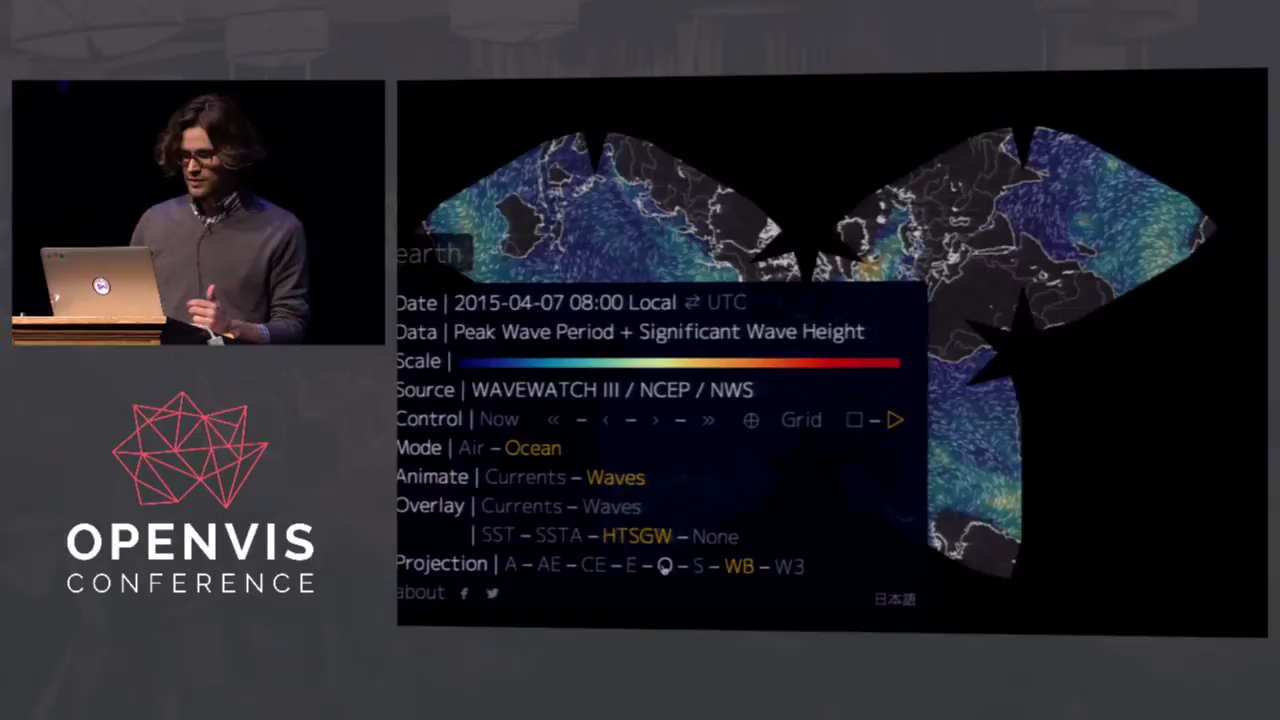 earth
Date | 2015-04-07 08:00 Local ⇄ UTC
Data | Peak Wave Period + Significant Wave Height
Scale |
Source | WAVEWATCH III / NCEP / NWS
Control | Now « – ‹ – › – » ⊕ Grid □ – ▷
Mode | Air – Ocean
Animate | Currents – Waves
Overlay | Currents – Waves
| SST – SSTA – HTSGW – None
Projection | A – AE – CE – E – O – S – WB – W3
about
日本語
OPENVIS
CONFERENCE